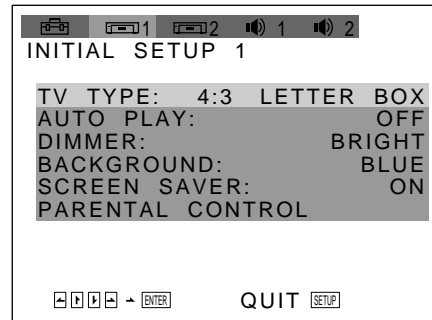 1 2 1 2
INITIAL SETUP 1
TV TYPE: 4:3 LETTER BOX
AUTO PLAY: OFF
DIMMER: BRIGHT
BACKGROUND: BLUE
SCREEN SAVER: ON
PARENTAL CONTROL
ENTER QUIT SETUP